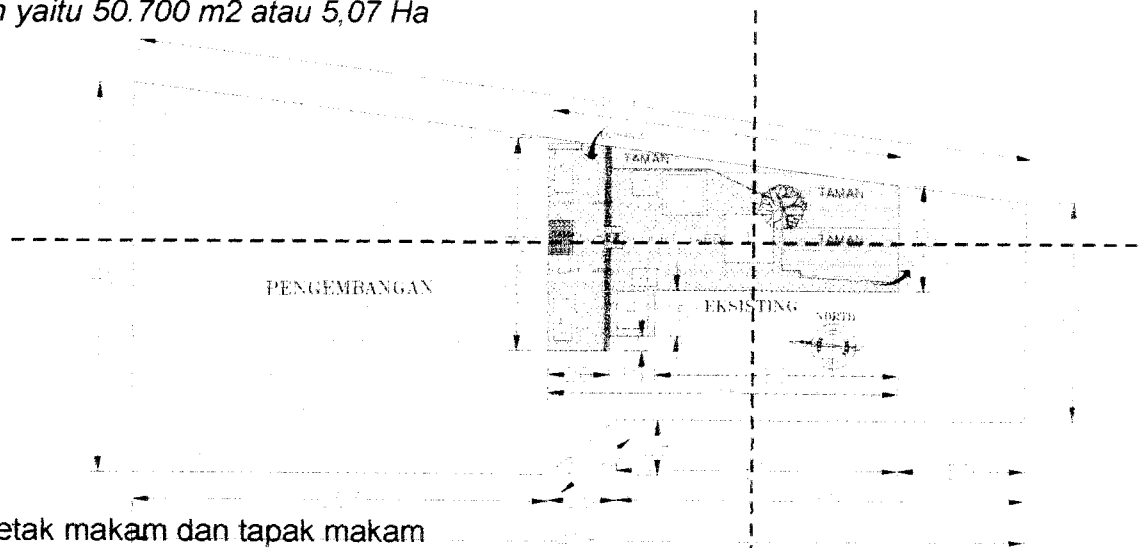 yaitu 50.700 m2 atau 5,07 Ha
TAMAN
TAMAN
TAMAN
PENGEMBANGAN
EKSISTING
NORTH
etak makam dan tapak makam